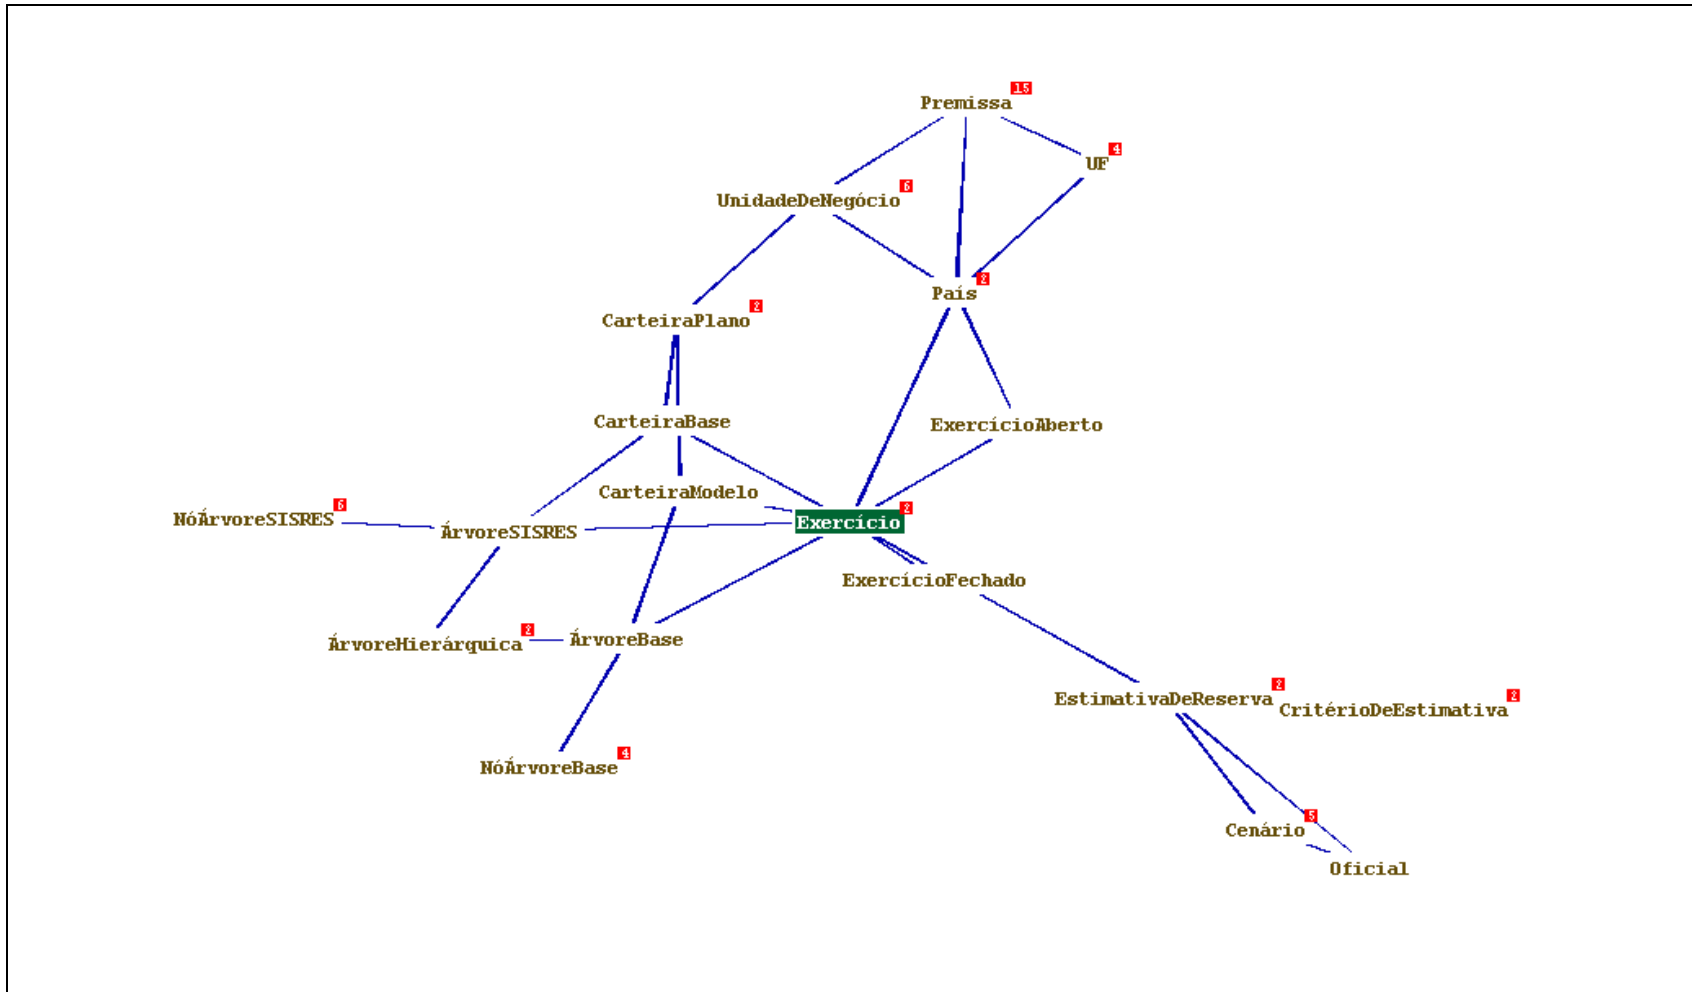 Premissa 15
UF 4
UnidadeDeNegócio 6
País 2
CarteiraPlano 2
CarteiraBase
ExercícioAberto
CarteiraModelo
NóÁrvoreSISRES 6
Exercício 2
ÁrvoreSISRES
ExercícioFechado
ÁrvoreHierárquica 2
ÁrvoreBase
EstimativaDeReserva 2
CritérioDeEstimativa 2
NóÁrvoreBase 4
Cenário 5
Oficial